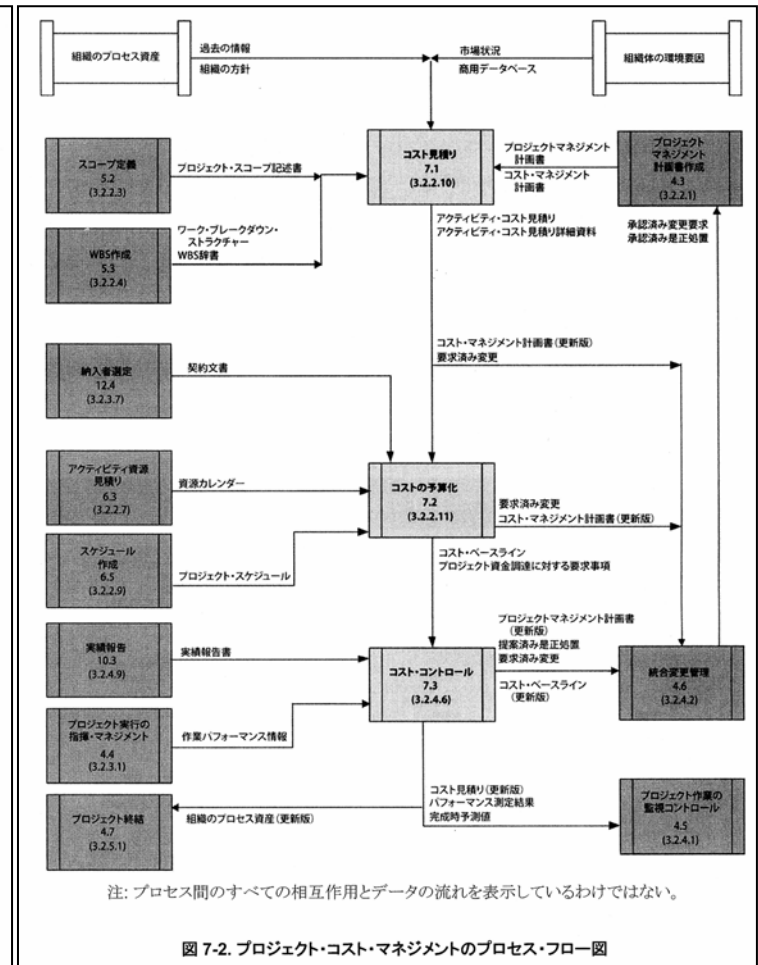 組織のプロセス資産
過去の情報
組織の方針
市場状況
商用データベース
組織体の環境要因
スコープ定義
5.2
(3.2.2.3)
プロジェクト・スコープ記述書
コスト見積り
7.1
(3.2.2.10)
プロジェクトマネジメント
計画書
コスト・マネジメント
計画書
プロジェクト
マネジメント
計画書作成
4.3
(3.2.2.1)
WBS作成
5.3
(3.2.2.4)
ワーク・ブレークダウン・
ストラクチャー
WBS辞書
アクティビティ・コスト見積り
アクティビティ・コスト見積り詳細資料
承認済み変更要求
承認済み是正処置
コスト・マネジメント計画書(更新版)
要求済み変更
納入者選定
12.4
(3.2.3.7)
契約文書
アクティビティ資源
見積り
6.3
(3.2.2.7)
資源カレンダー
コストの予算化
7.2
(3.2.2.11)
要求済み変更
コスト・マネジメント計画書(更新版)
スケジュール
作成
6.5
(3.2.2.9)
プロジェクト・スケジュール
コスト・ベースライン
プロジェクト資金調達に対する要求事項
実績報告
10.3
(3.2.4.9)
実績報告書
コスト・コントロール
7.3
(3.2.4.6)
プロジェクトマネジメント計画書
(更新版)
提案済み是正処置
要求済み変更
コスト・ベースライン
(更新版)
統合変更管理
4.6
(3.2.4.2)
プロジェクト実行の
指揮・マネジメント
4.4
(3.2.3.1)
作業パフォーマンス情報
プロジェクト終結
4.7
(3.2.5.1)
組織のプロセス資産(更新版)
コスト見積り(更新版)
パフォーマンス測定結果
完成時予測値
プロジェクト作業の
監視コントロール
4.5
(3.2.4.1)
注: プロセス間のすべての相互作用とデータの流れを表示しているわけではない。
図 7-2. プロジェクト・コスト・マネジメントのプロセス・フロー図